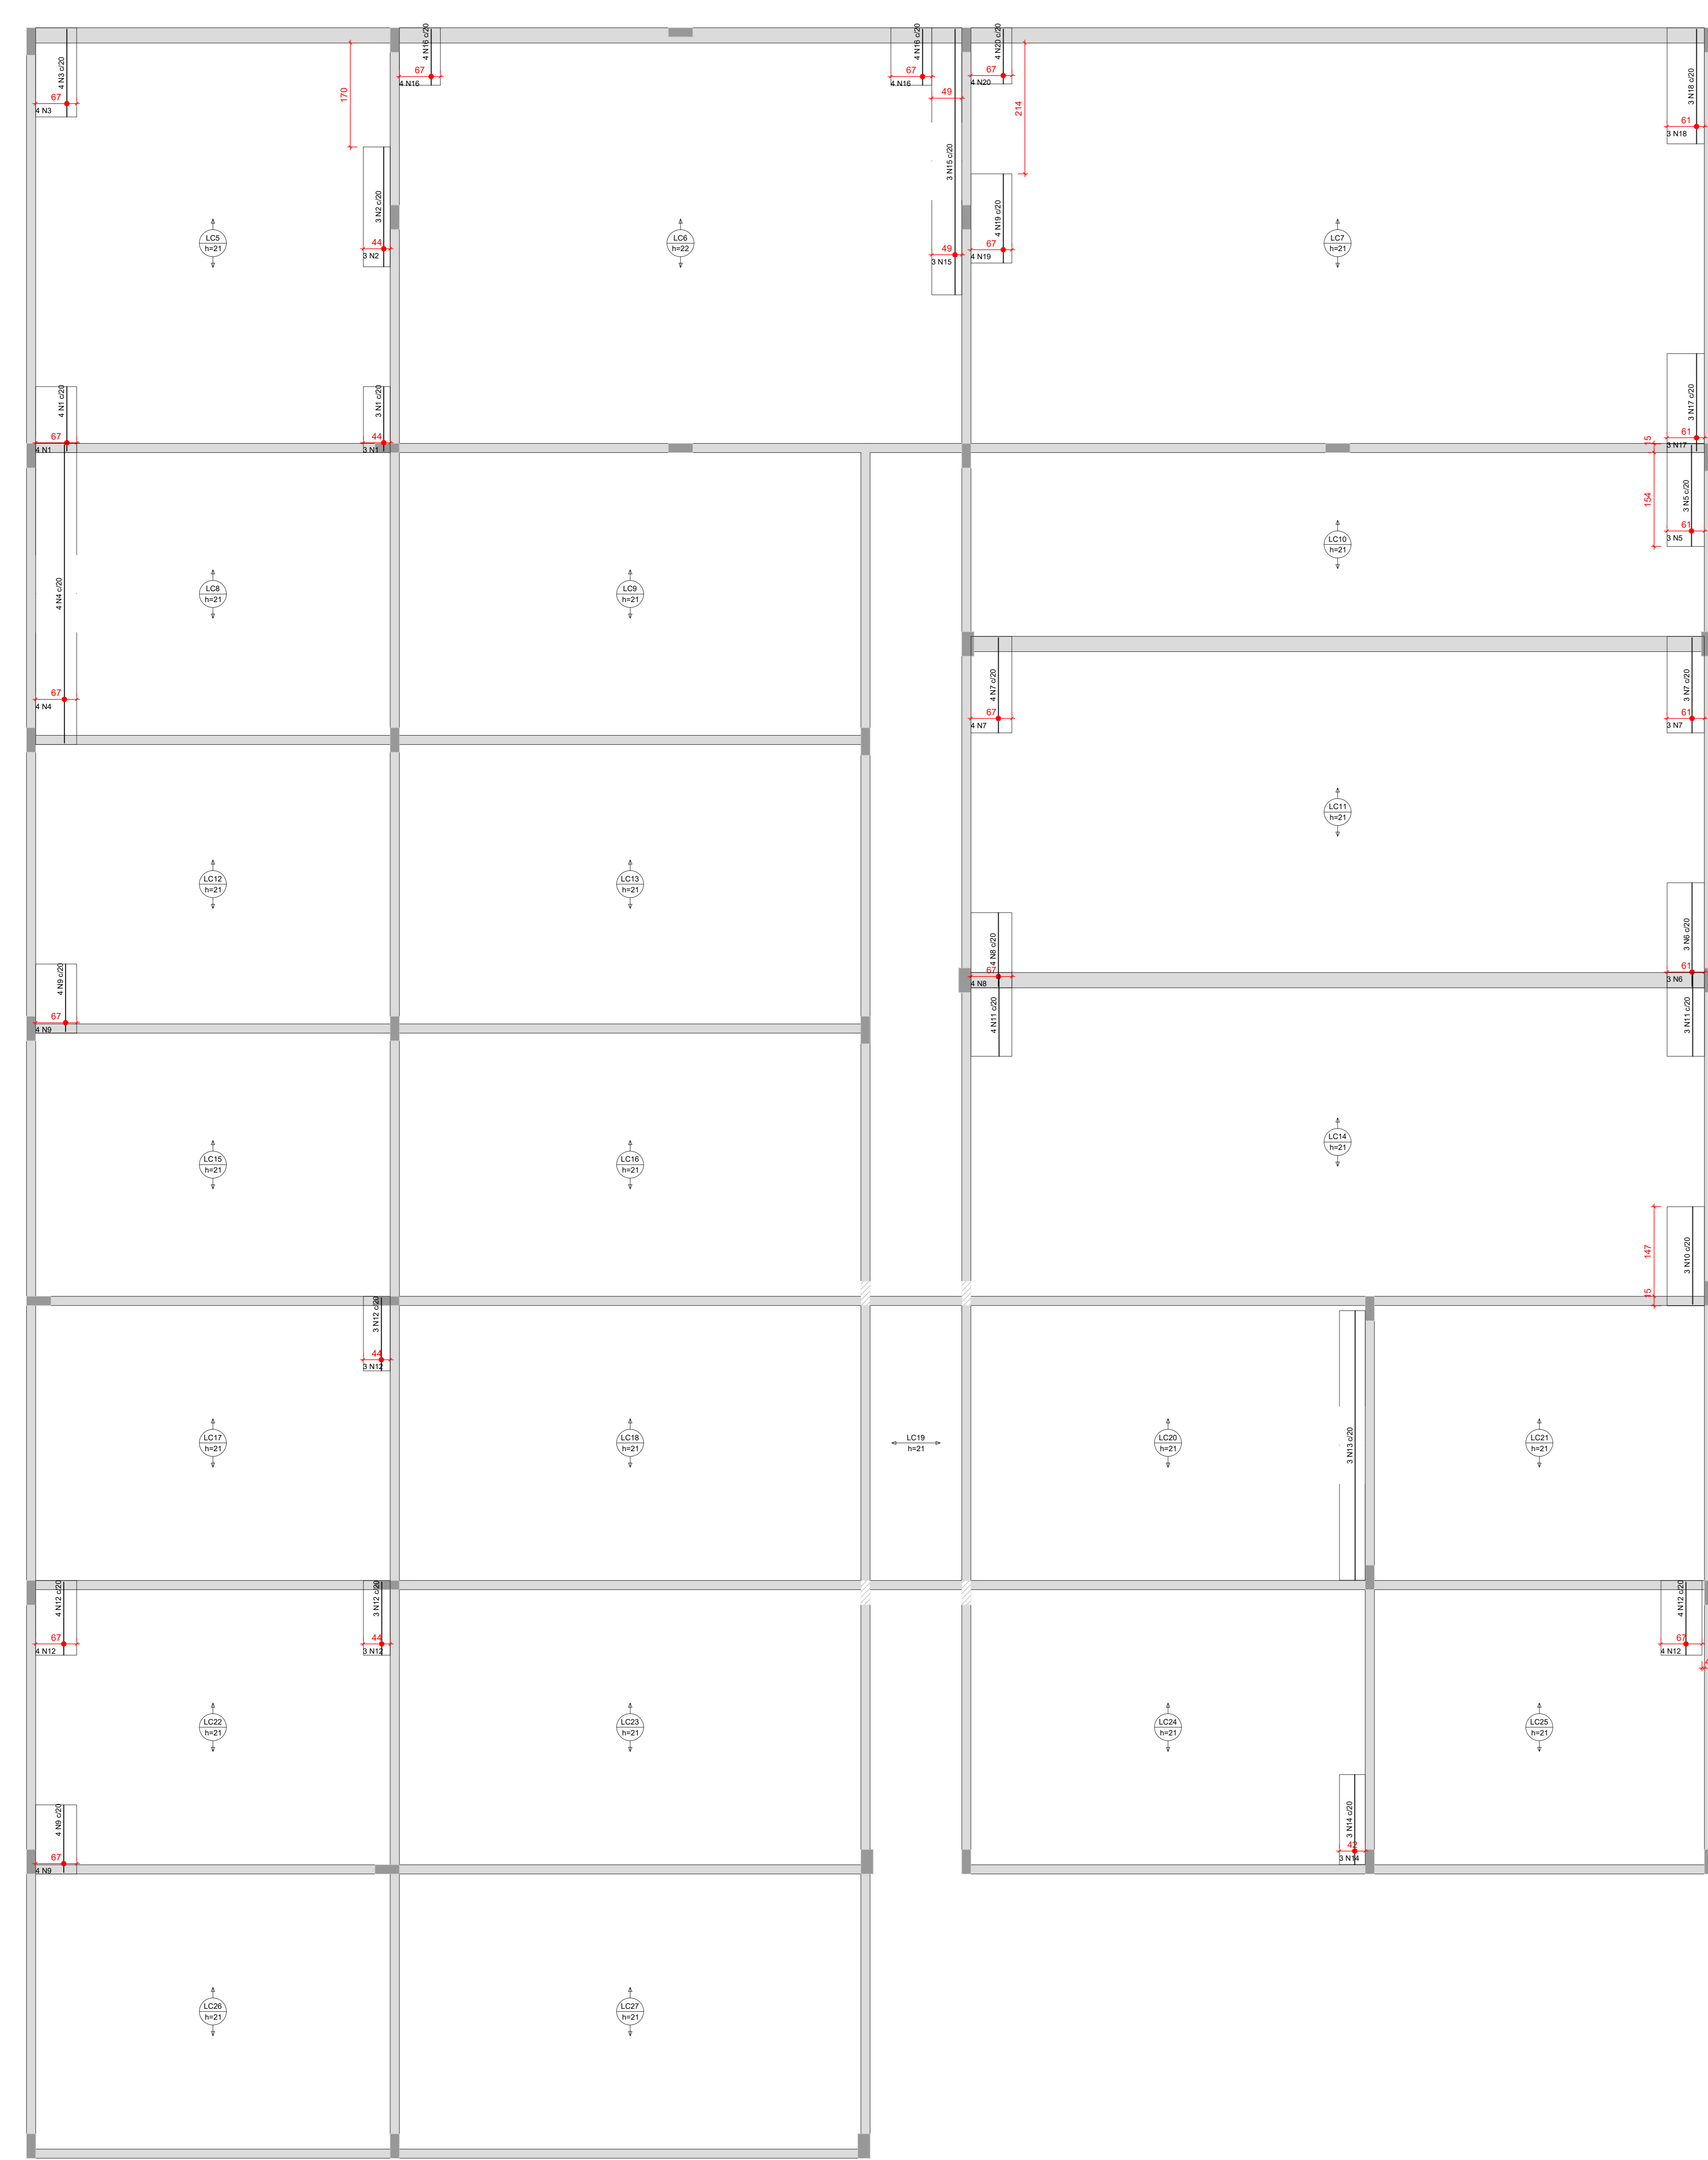 4 N3 c/20
67
4 N3
170
4 N16 c/20
67
4 N16
4 N16 c/20
67
4 N16
49
3 N15 c/20
49
3 N15
4 N20 c/20
67
4 N20
214
4 N19 c/20
67
4 N19
3 N18 c/20
61
3 N18
3 N2 c/20
44
3 N2
LC5
h=21
LC6
h=22
LC7
h=21
4 N1 c/20
67
4 N1
3 N1 c/20
44
3 N1
3 N17 c/20
61
3 N17
15
154
3 N5 c/20
61
3 N5
LC10
h=21
4 N4 c/20
67
4 N4
LC8
h=21
LC9
h=21
4 N7 c/20
67
4 N7
3 N7 c/20
61
3 N7
LC11
h=21
LC12
h=21
LC13
h=21
4 N8 c/20
67
4 N8
3 N6 c/20
61
3 N6
4 N9 c/20
67
4 N9
4 N11 c/20
3 N11 c/20
LC15
h=21
LC16
h=21
LC14
h=21
147
15
3 N10 c/20
3 N12 c/20
44
3 N12
LC17
h=21
LC18
h=21
LC19
h=21
LC20
h=21
3 N13 c/20
LC21
h=21
4 N12 c/20
67
4 N12
3 N12 c/20
44
3 N12
4 N12 c/20
67
4 N12
LC22
h=21
LC23
h=21
LC24
h=21
LC25
h=21
4 N9 c/20
67
4 N9
3 N14 c/20
42
3 N14
LC26
h=21
LC27
h=21